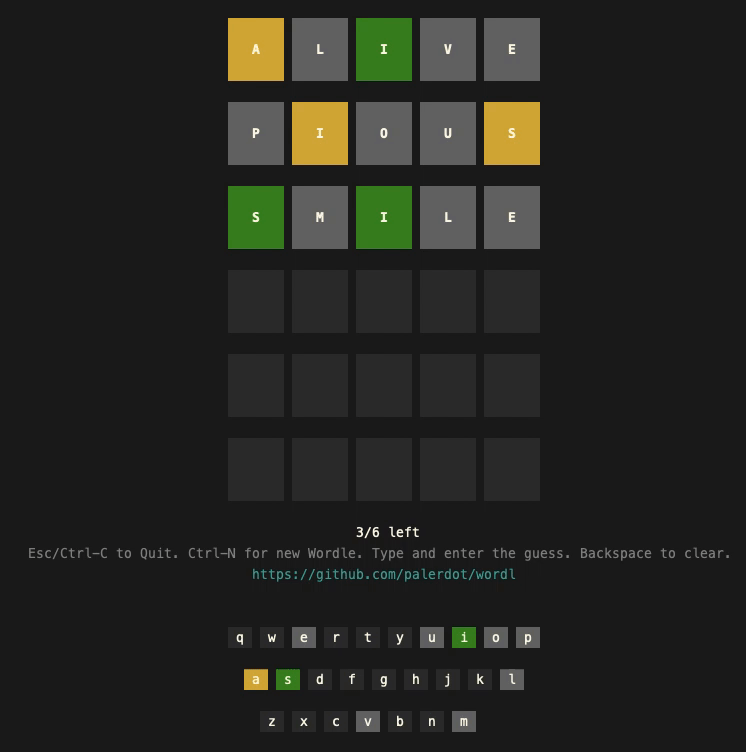 A L I V E
P I O U S
S M I L E
3/6 left
Esc/Ctrl-C to Quit. Ctrl-N for new Wordle. Type and enter the guess. Backspace to clear.
https://github.com/palerdot/wordl
q w e r t y u i o p
a s d f g h j k l
z x c v b n m